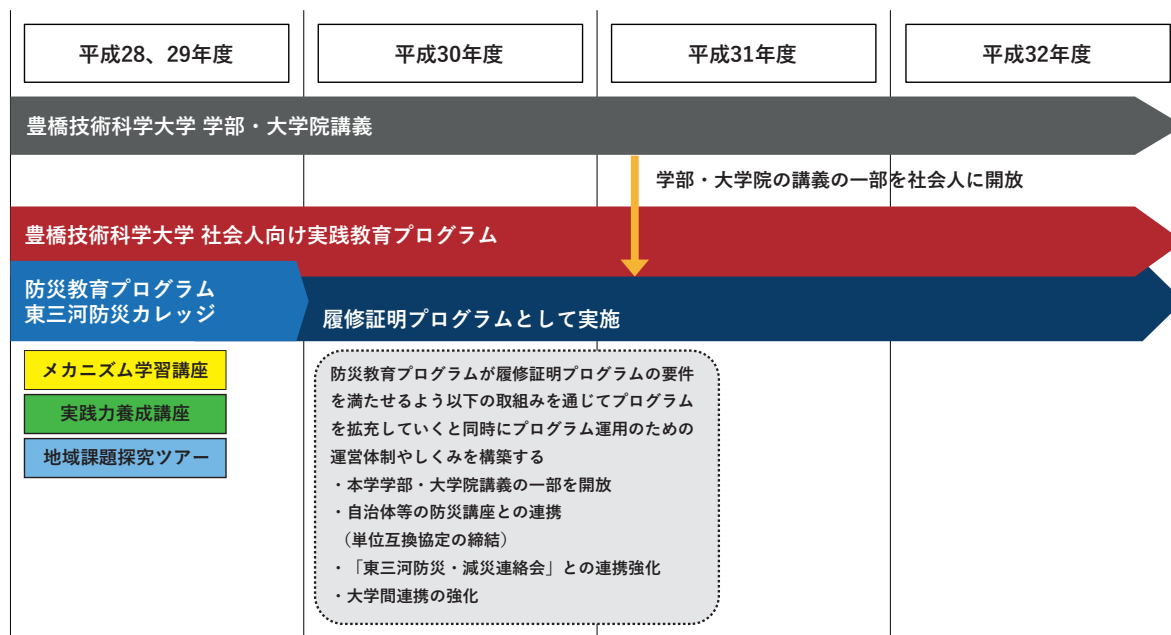 平成28、29年度
平成30年度
平成31年度
平成32年度
豊橋技術科学大学 学部・大学院講義
学部・大学院の講義の一部を社会人に開放
豊橋技術科学大学 社会人向け実践教育プログラム
防災教育プログラム
東三河防災カレッジ
履修証明プログラムとして実施
メカニズム学習講座
実践力養成講座
地域課題探究ツアー
防災教育プログラムが履修証明プログラムの要件
を満たせるよう以下の取組みを通じてプログラム
を拡充していくと同時にプログラム運用のための
運営体制やしくみを構築する
・本学学部・大学院講義の一部を開放
・自治体等の防災講座との連携
（単位互換協定の締結）
・「東三河防災・減災連絡会」との連携強化
・大学間連携の強化